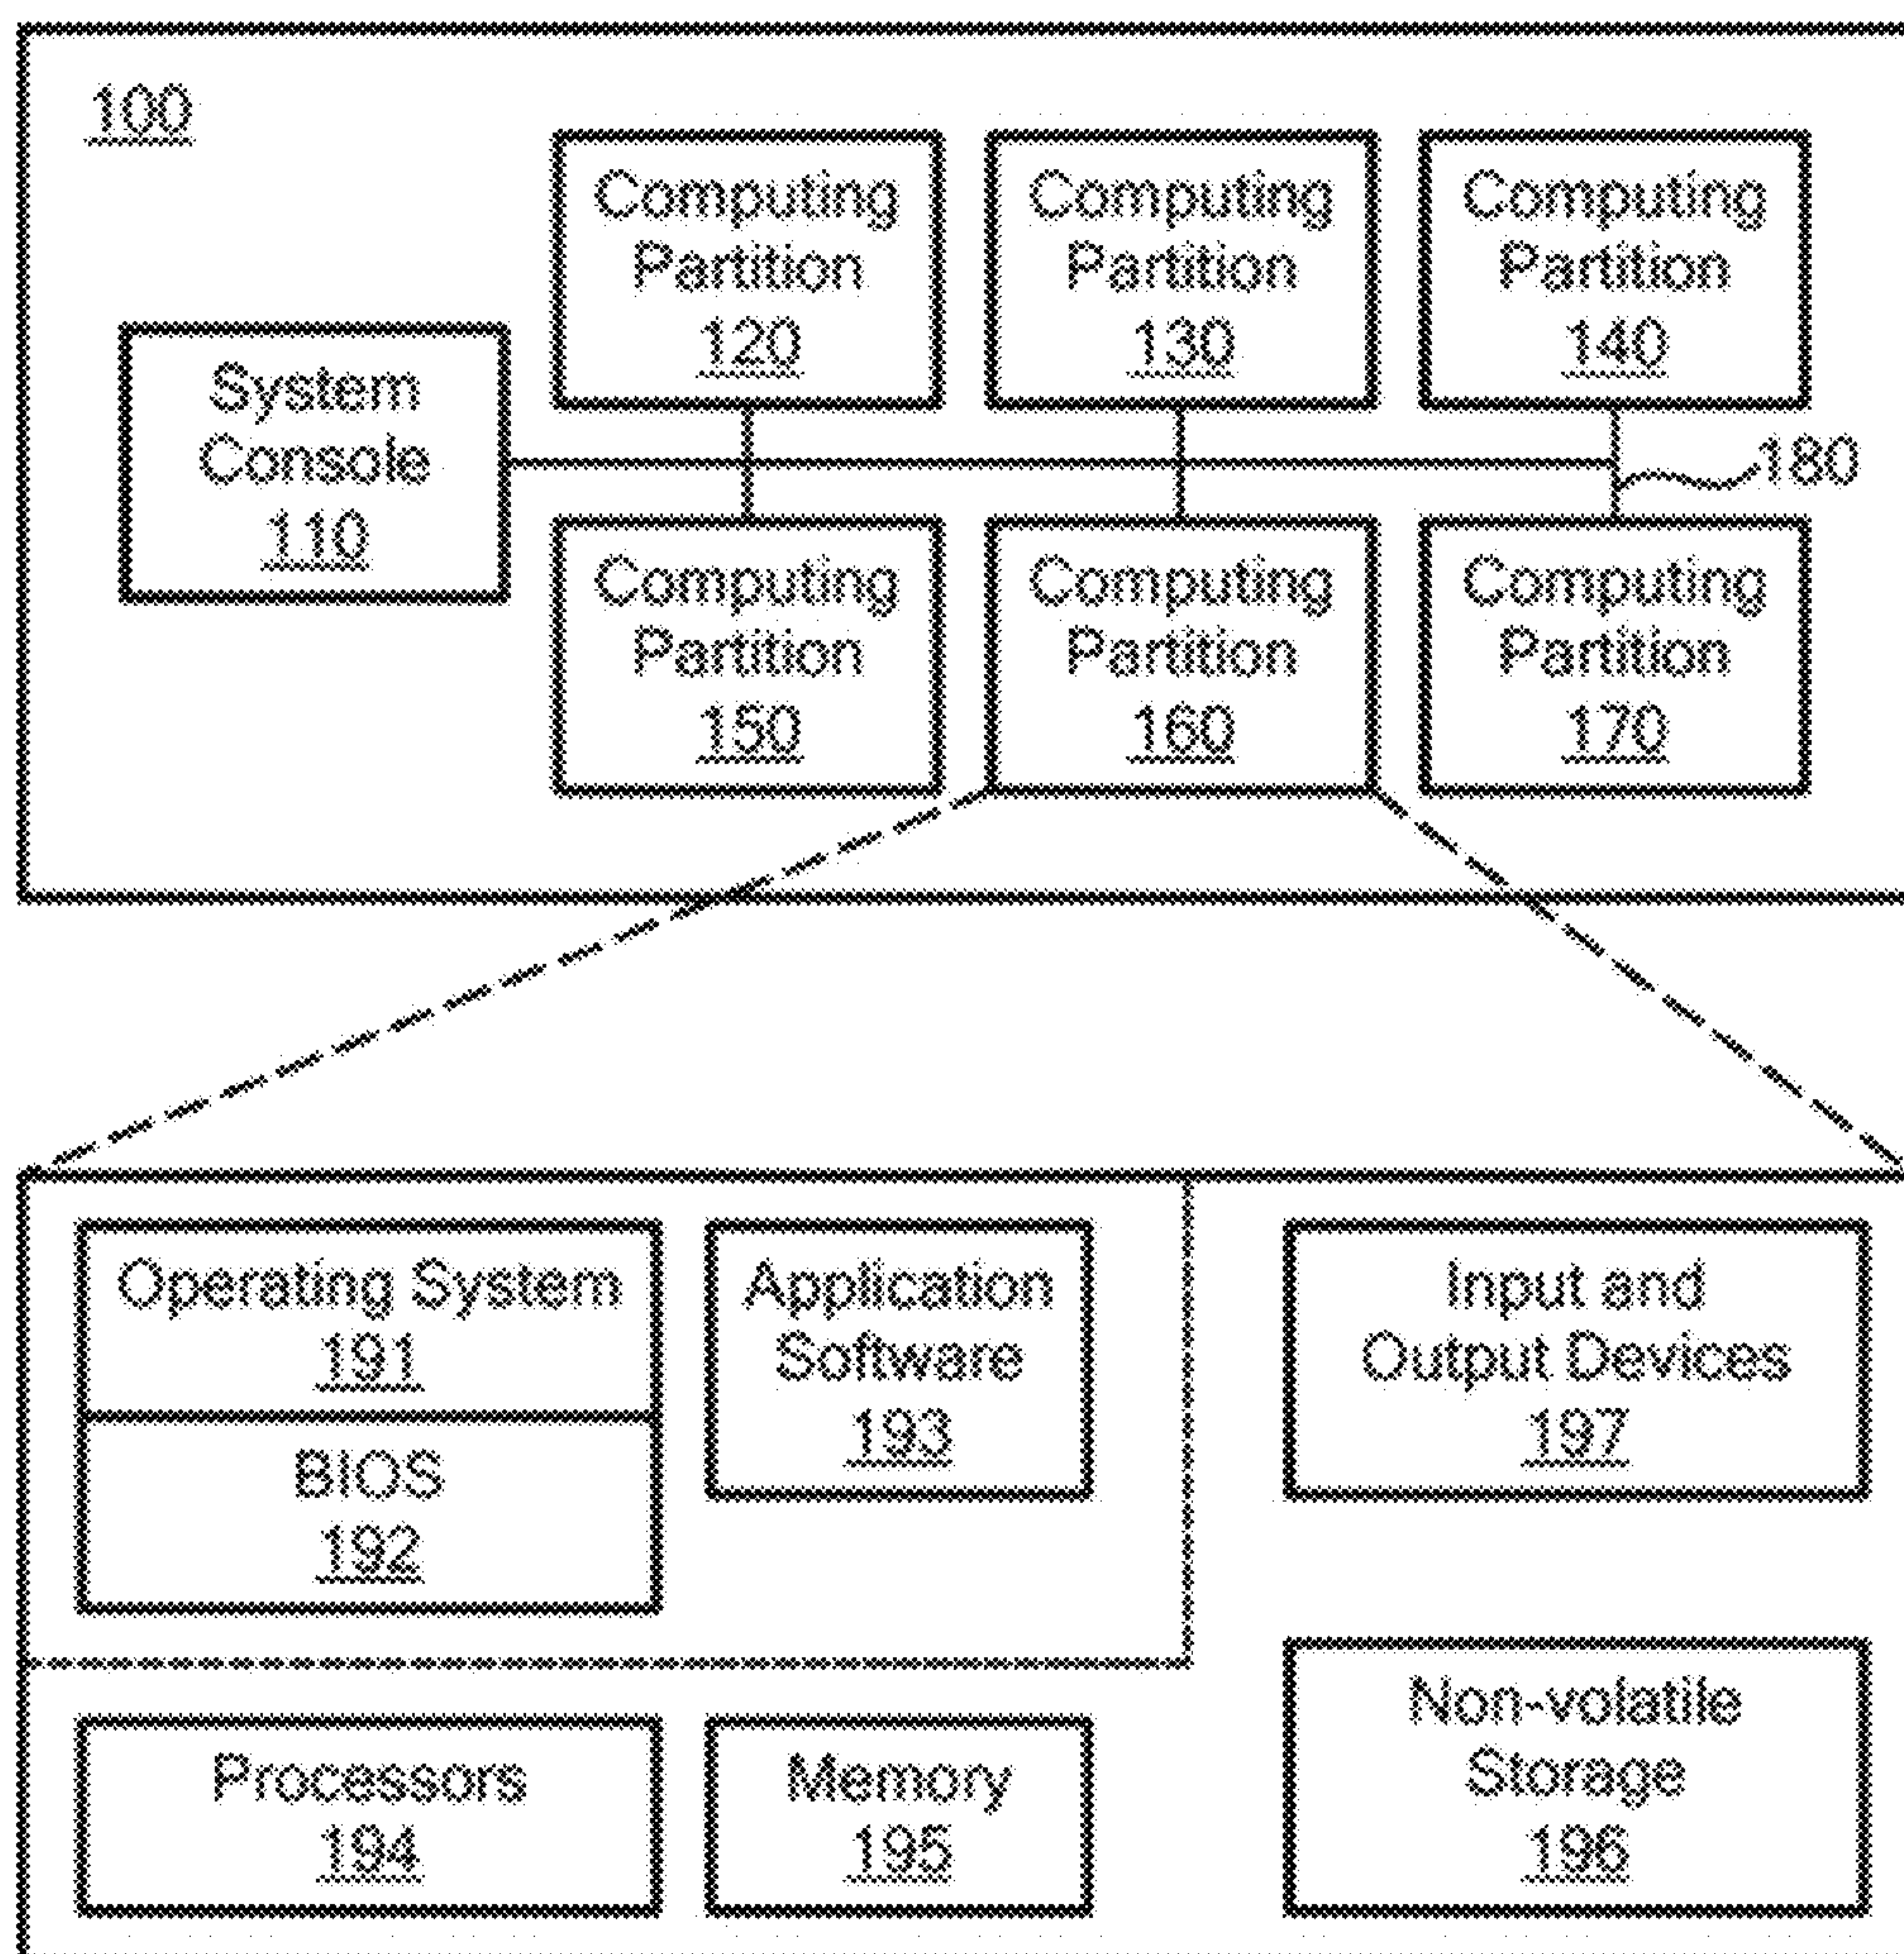 100
Computing
Partition
120
Computing
Partition
130
Computing
Partition
140
System
Console
110
180
Computing
Partition
150
Computing
Partition
160
Computing
Partition
170
Operating System
191
BIOS
192
Application
Software
193
Input and
Output Devices
197
Processors
194
Memory
195
Non-volatile
Storage
196